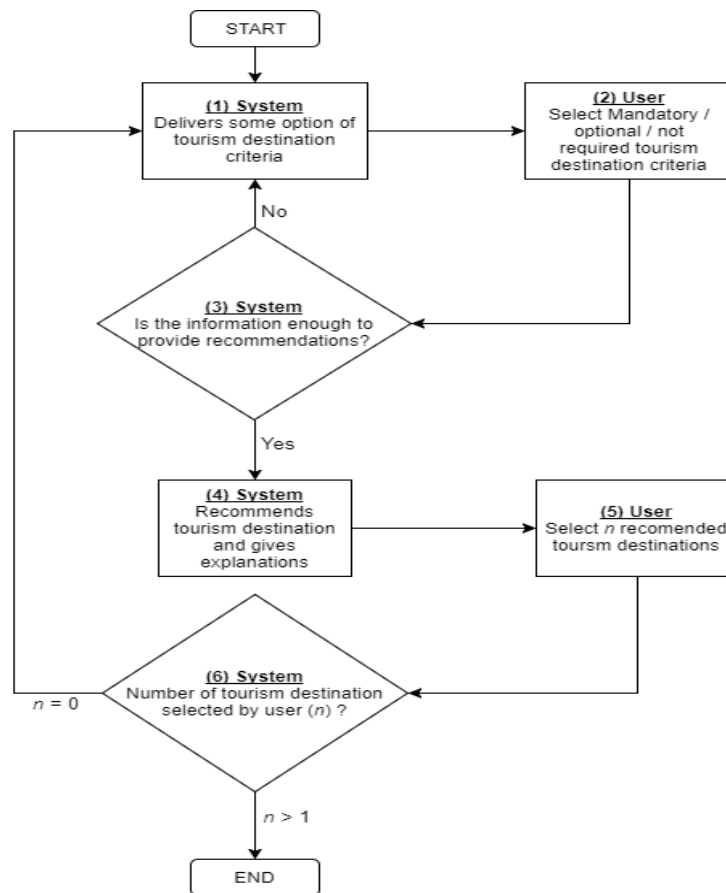 START
(1) System
Delivers some option of
tourism destination
criteria
(2) User
Select Mandatory /
optional / not
required tourism
destination criteria
No
(3) System
Is the information enough to
provide recommendations?
Yes
(4) System
Recommends
tourism destination
and gives
explanations
(5) User
Select n recomended
toursm destinations
(6) System
Number of tourism destination
selected by user (n) ?
n = 0
n > 1
END